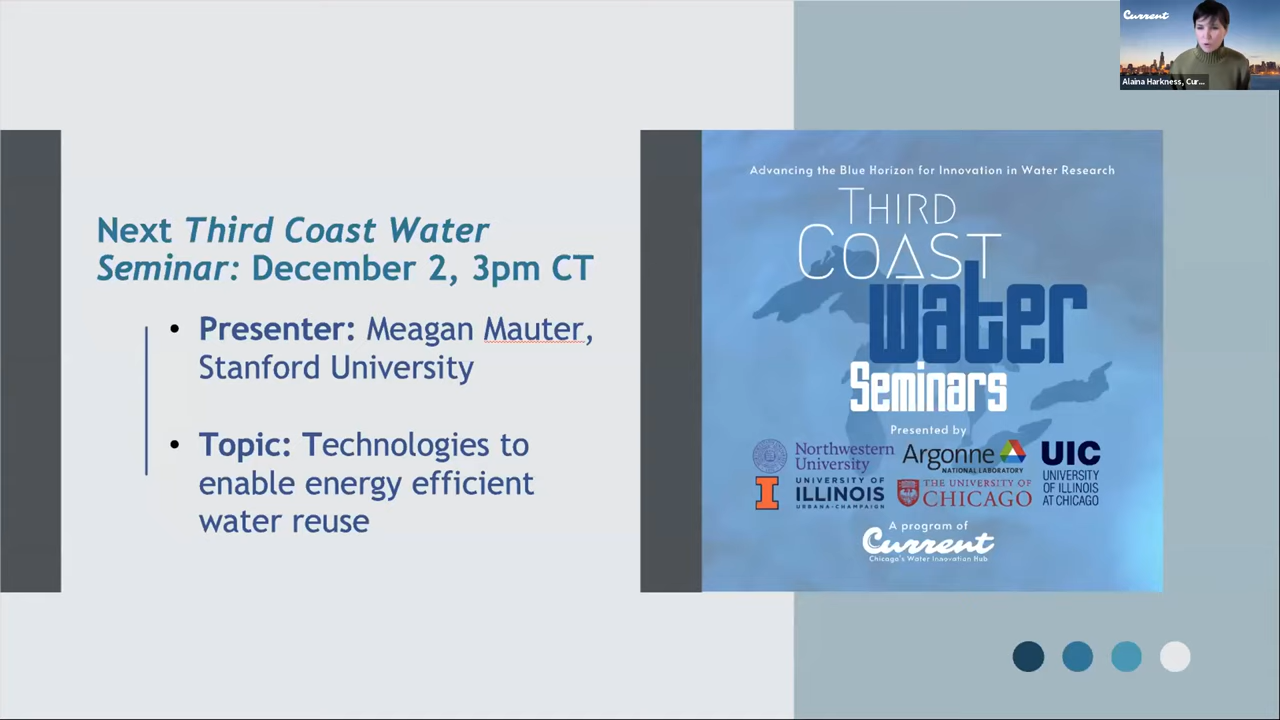 Current
Alaina Harkness, Cur...
Next Third Coast Water
Seminar: December 2, 3pm CT
• Presenter: Meagan Mauter,
Stanford University
• Topic: Technologies to
enable energy efficient
water reuse
Advancing the Blue Horizon for Innovation in Water Research
THIRD
COAST
water
Seminars
Presented by
Northwestern
University
Argonne
NATIONAL LABORATORY
UIC
UNIVERSITY
OF ILLINOIS
AT CHICAGO
I
UNIVERSITY OF
ILLINOIS
URBANA-CHAMPAIGN
THE UNIVERSITY OF
CHICAGO
A program of
Current
Chicago's Water Innovation Hub